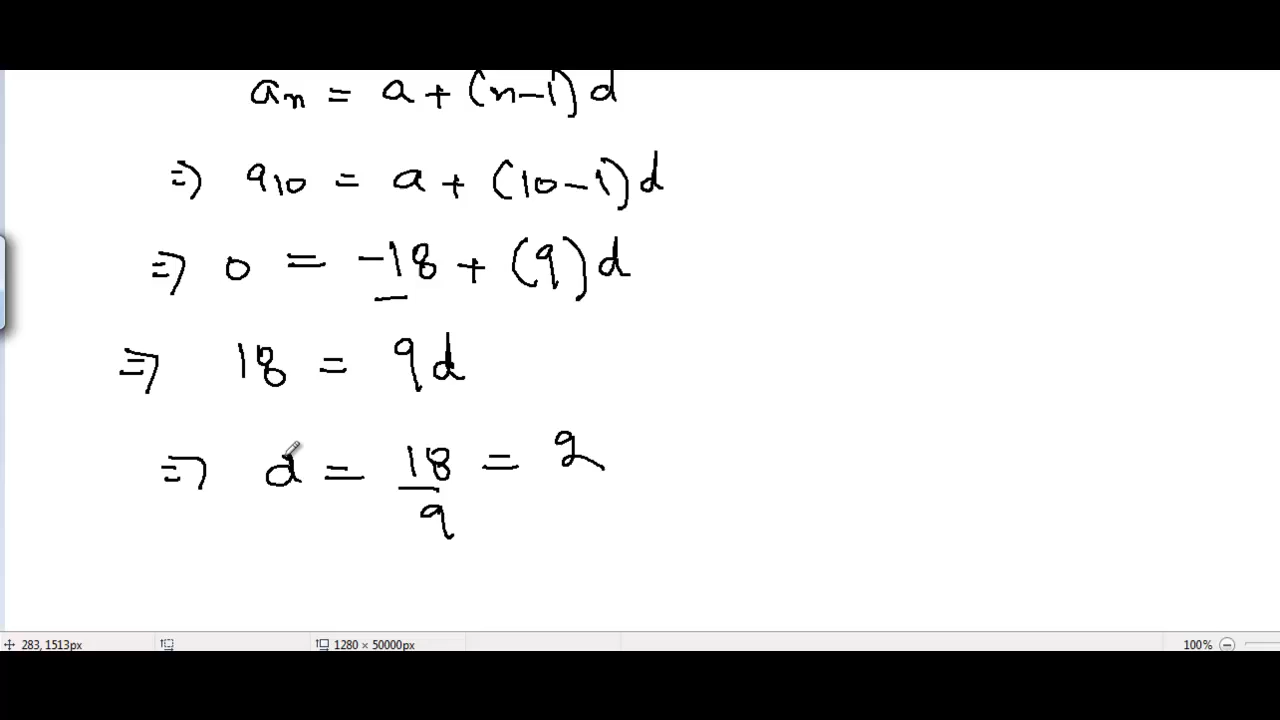 an = a + (n-1)d
⇒ a10 = a + (10-1)d
⇒ 0 = -18 + (9)d
⇒ 18 = 9d
⇒ d = 18/9 = 2
283, 1513px 1280 × 50000px 100%